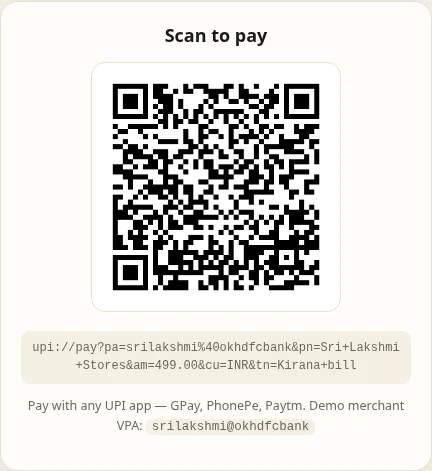 Scan to pay
upi://pay?pa=srilakshmi%40okhdfcbank&pn=Sri+Lakshmi
+Stores&am=499.00&cu=INR&tn=Kirana+bill
Pay with any UPI app — GPay, PhonePe, Paytm. Demo merchant
VPA: srilakshmi@okhdfcbank